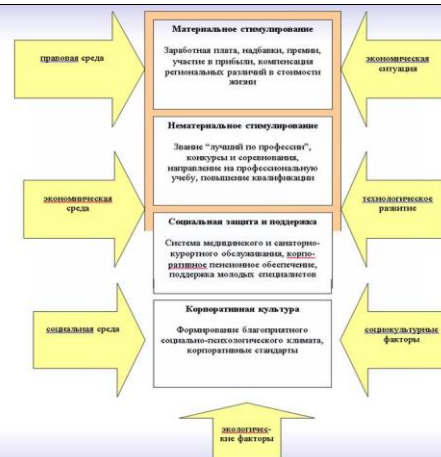 Материальное стимулирование
Заработная плата, надбавки, премии,
участие в прибыли, компенсация
региональных различий в стоимости
жизни
правовая среда
экономическая
ситуация
Нематериальное стимулирование
Звание "лучший по профессии",
конкурсы и соревнования,
направление на профессиональную
учебу, повышение квалификации
экономическая
среда
технологическое
развитие
Социальная защита и поддержка
Система медицинского и санаторно-
курортного обслуживания, корпо-
ративное пенсионное обеспечение,
поддержка молодых специалистов
Корпоративная культура
Формирование благоприятного
социально-психологического климата,
корпоративные стандарты
социальная среда
социокультурные
факторы
экологичес-
кие факторы